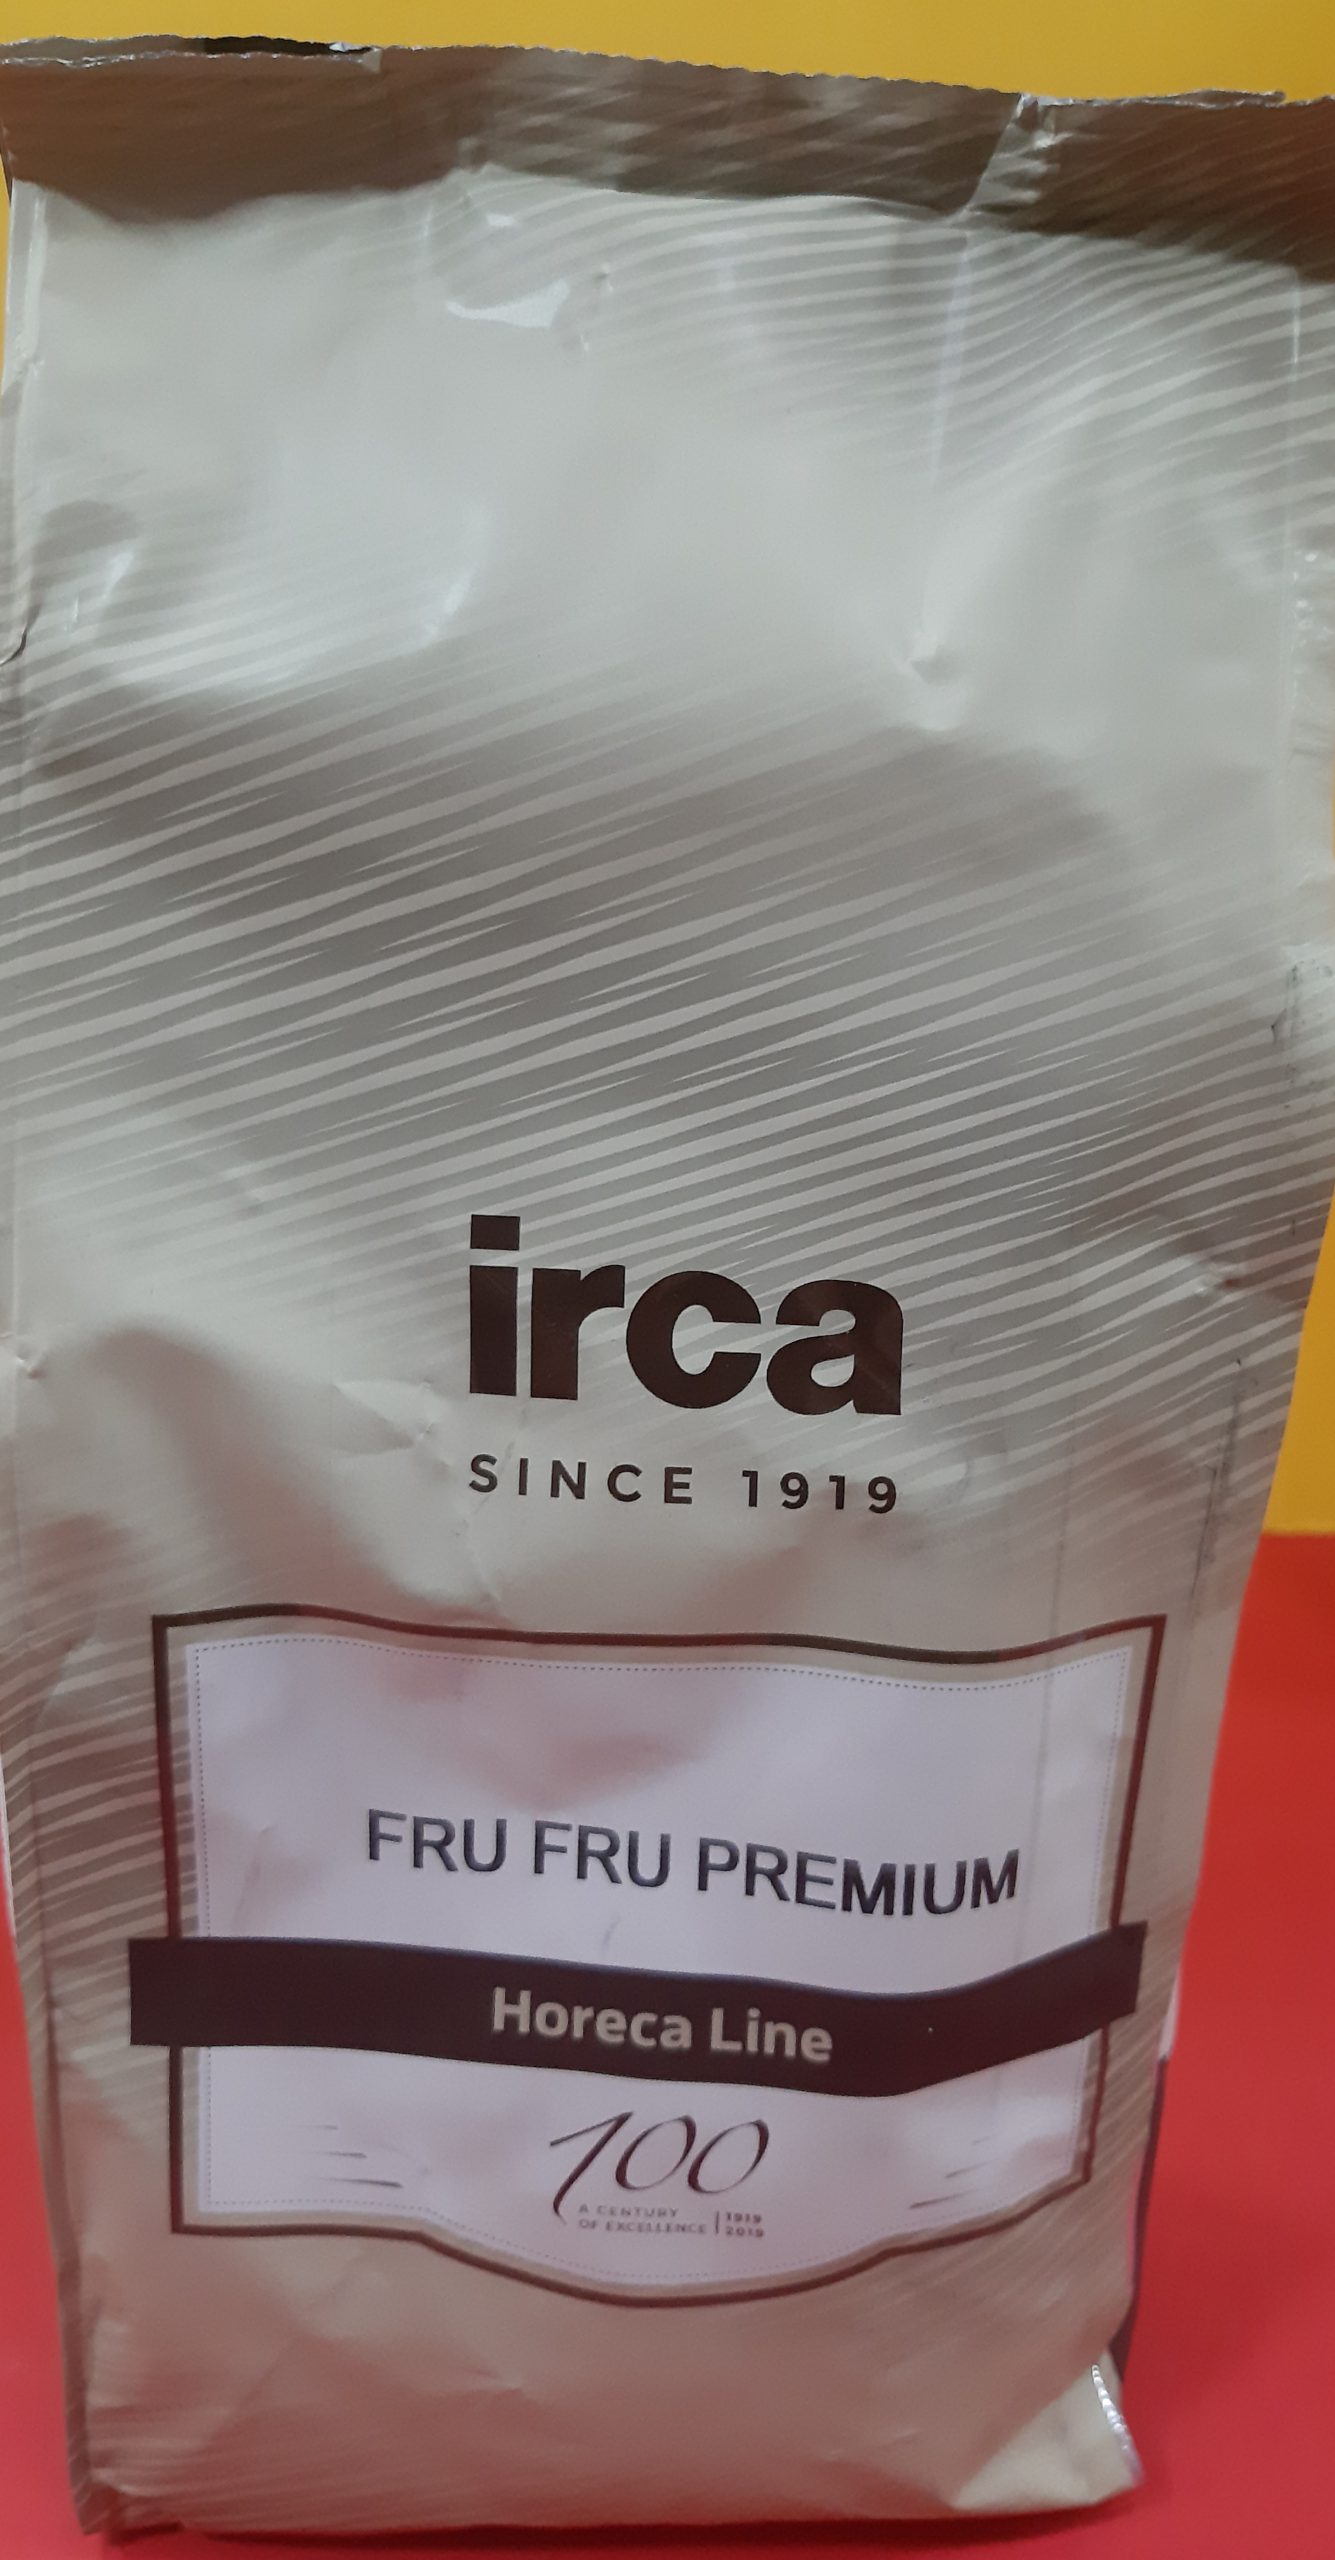 irca
SINCE 1919
FRU FRU PREMIUM
Horeca Line
100
A CENTURY
OF EXCELLENCE
1919
2019